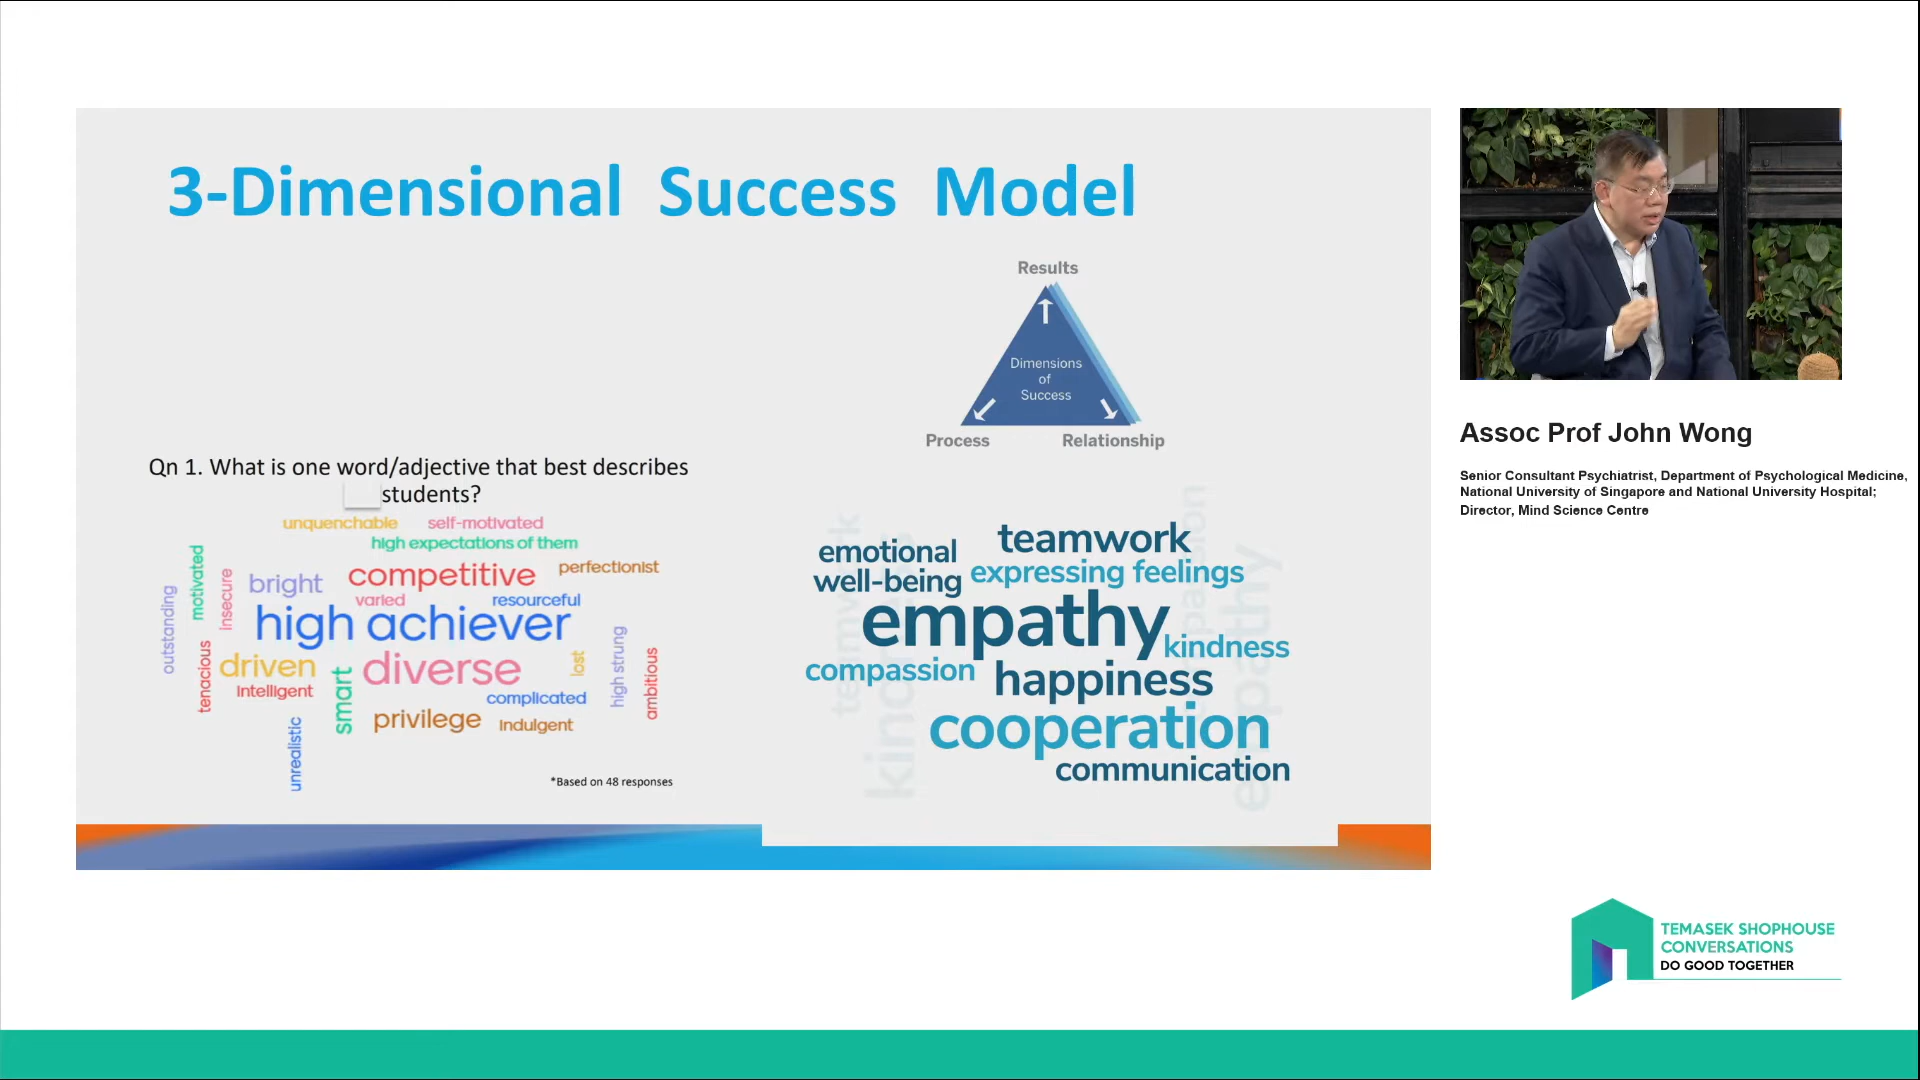 3-Dimensional Success Model
Results
Dimensions
of
Success
Process
Relationship
Qn 1. What is one word/adjective that best describes
students?
unquenchable
self-motivated
high expectations of them
motivated
insecure
outstanding
bright
competitive
perfectionist
varied
resourceful
high achiever
tenacious
driven
diverse
lost
high strung
ambitious
Intelligent
smart
complicated
privilege
Indulgent
unrealistic
*Based on 48 responses
emotional
well-being
teamwork
expressing feelings
empathy
kindness
compassion
happiness
cooperation
communication
teamwork
kindness
compassion
empathy
Assoc Prof John Wong
Senior Consultant Psychiatrist, Department of Psychological Medicine,
National University of Singapore and National University Hospital;
Director, Mind Science Centre
TEMASEK SHOPHOUSE
CONVERSATIONS
DO GOOD TOGETHER